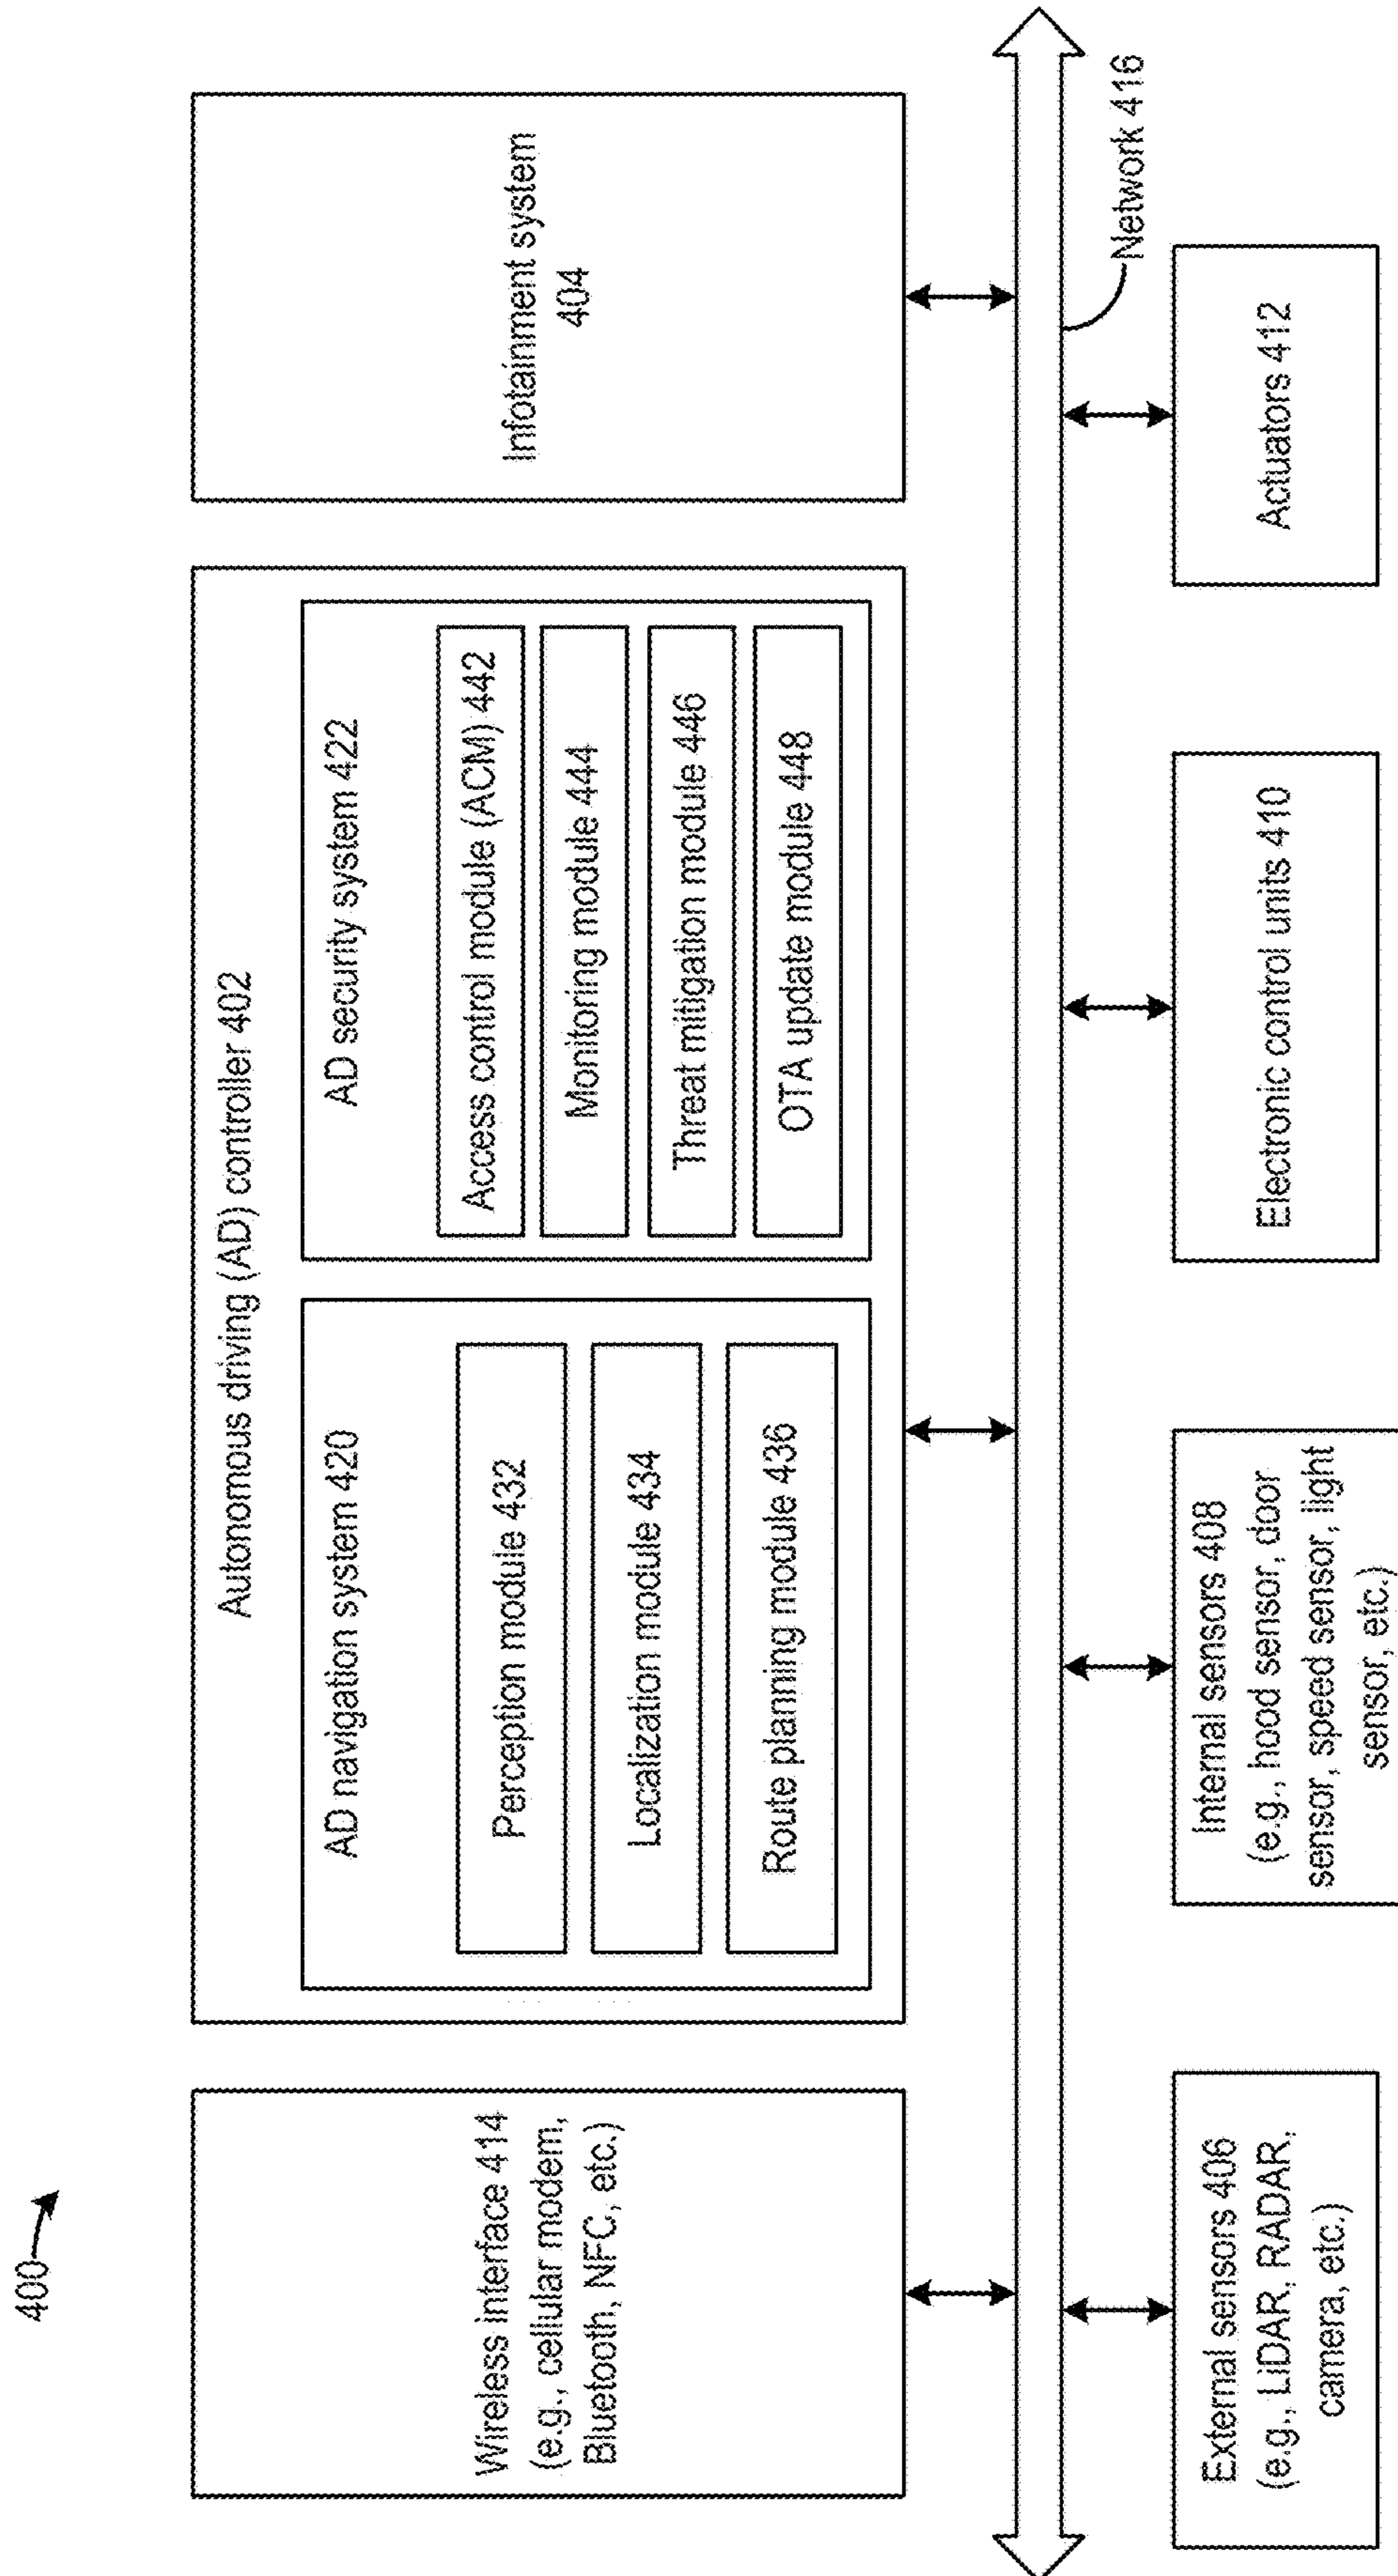 400
Wireless interface 414
(e.g., cellular modem,
Bluetooth, NFC, etc.)
Autonomous driving (AD) controller 402
AD navigation system 420
Perception module 432
Localization module 434
Route planning module 436
AD security system 422
Access control module (ACM) 442
Monitoring module 444
Threat mitigation module 446
OTA update module 448
Infotainment system
404
Network 416
External sensors 406
(e.g., LiDAR, RADAR,
camera, etc.)
Internal sensors 408
(e.g., hood sensor, door
sensor, speed sensor, light
sensor, etc.)
Electronic control units 410
Actuators 412